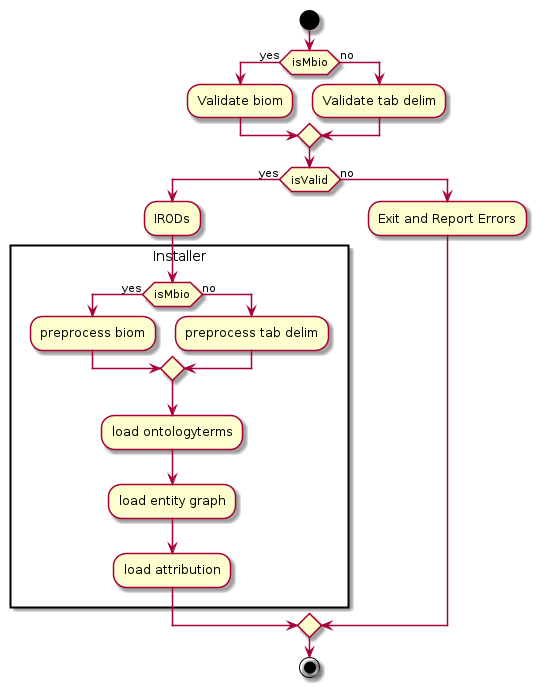 isMbio
yes
no
Validate biom
Validate tab delim
isValid
yes
no
IRODs
Exit and Report Errors
Installer
isMbio
yes
no
preprocess biom
preprocess tab delim
load ontologyterms
load entity graph
load attribution